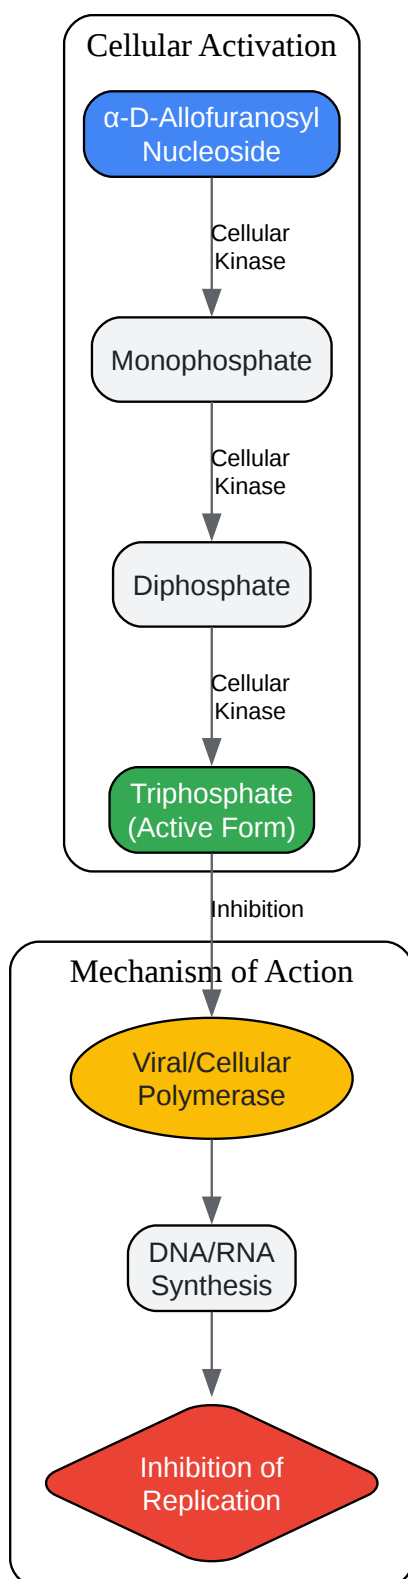 Cellular Activation
α-D-Allofuranosyl
Nucleoside
Cellular
Kinase
Monophosphate
Cellular
Kinase
Diphosphate
Cellular
Kinase
Triphosphate
(Active Form)
Inhibition
Mechanism of Action
Viral/Cellular
Polymerase
DNA/RNA
Synthesis
Inhibition of
Replication